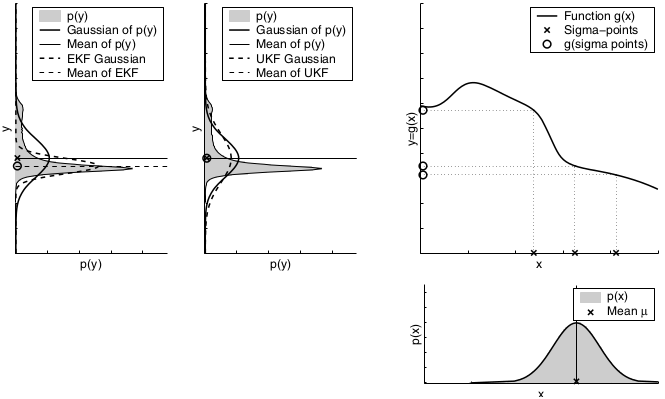 p(y)
Gaussian of p(y)
Mean of p(y)
EKF Gaussian
Mean of EKF
y
p(y)
p(y)
Gaussian of p(y)
Mean of p(y)
UKF Gaussian
Mean of UKF
y
p(y)
Function g(x)
Sigma−points
g(sigma points)
y=g(x)
x
p(x)
Mean μ
p(x)
x